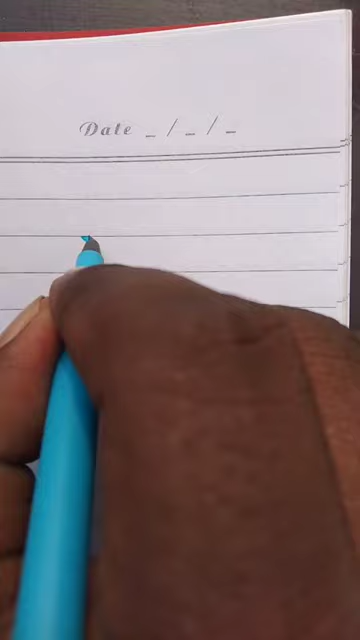 Date _ / _ / _